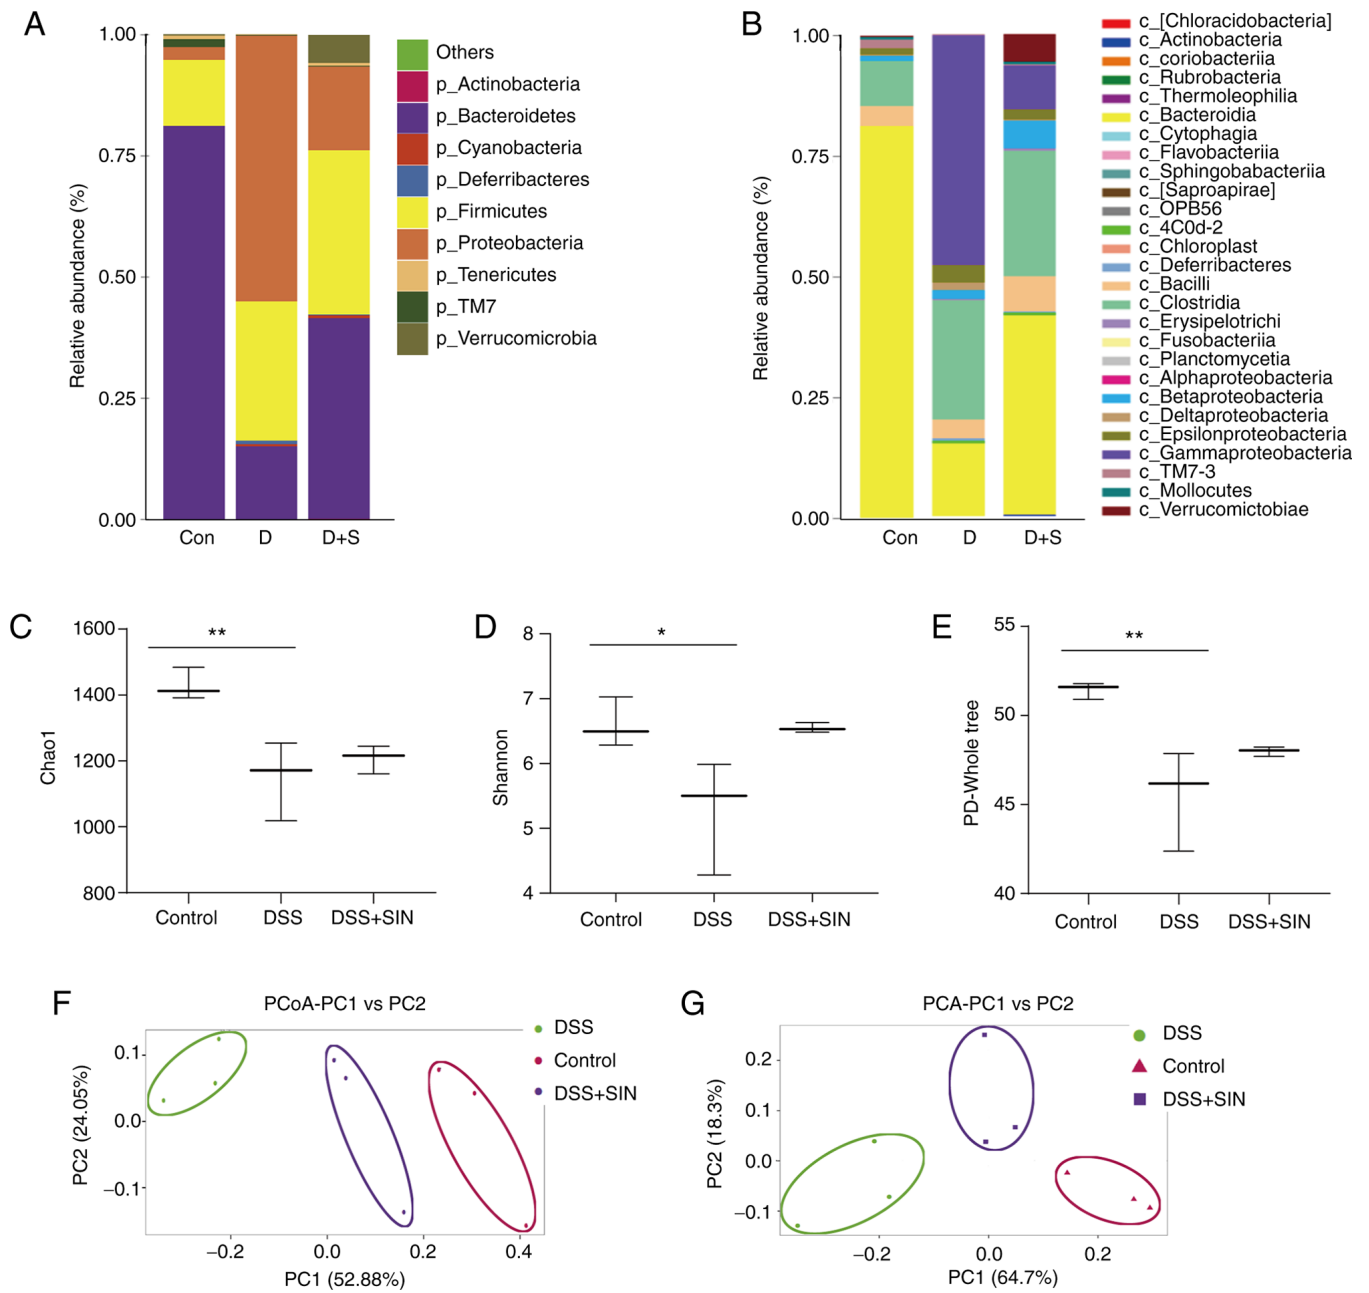 A
1.00
0.75
0.50
0.25
0.00
Relative abundance (%)
Con
D
D+S
Others
p_Actinobacteria
p_Bacteroidetes
p_Cyanobacteria
p_Deferribacteres
p_Firmicutes
p_Proteobacteria
p_Tenericutes
p_TM7
p_Verrucomicrobia
B
1.00
0.75
0.50
0.25
0.00
Relative abundance (%)
Con
D
D+S
c_[Chloracidobacteria]
c_Actinobacteria
c_coriobacteriia
c_Rubrobacteria
c_Thermoleophilia
c_Bacteroidia
c_Cytophagia
c_Flavobacteriia
c_Sphingobabacteriia
c_[Saproapirae]
c_OPB56
c_4C0d-2
c_Chloroplast
c_Deferribacteres
c_Bacilli
c_Clostridia
c_Erysipelotrichi
c_Fusobacteriia
c_Planctomycetia
c_Alphaproteobacteria
c_Betaproteobacteria
c_Deltaproteobacteria
c_Epsilonproteobacteria
c_Gammaproteobacteria
c_TM7-3
c_Mollocutes
c_Verrucomictobiae
C
1600
1400
1200
1000
800
Chao1
**
Control
DSS
DSS+SIN
D
8
7
6
5
4
Shannon
*
Control
DSS
DSS+SIN
E
55
50
45
40
PD-Whole tree
**
Control
DSS
DSS+SIN
F
PCoA-PC1 vs PC2
0.1
0.0
−0.1
PC2 (24.05%)
−0.2
0.0
0.2
0.4
PC1 (52.88%)
DSS
Control
DSS+SIN
G
PCA-PC1 vs PC2
0.2
0.1
0.0
−0.1
PC2 (18.3%)
−0.2
0.0
0.2
PC1 (64.7%)
DSS
Control
DSS+SIN